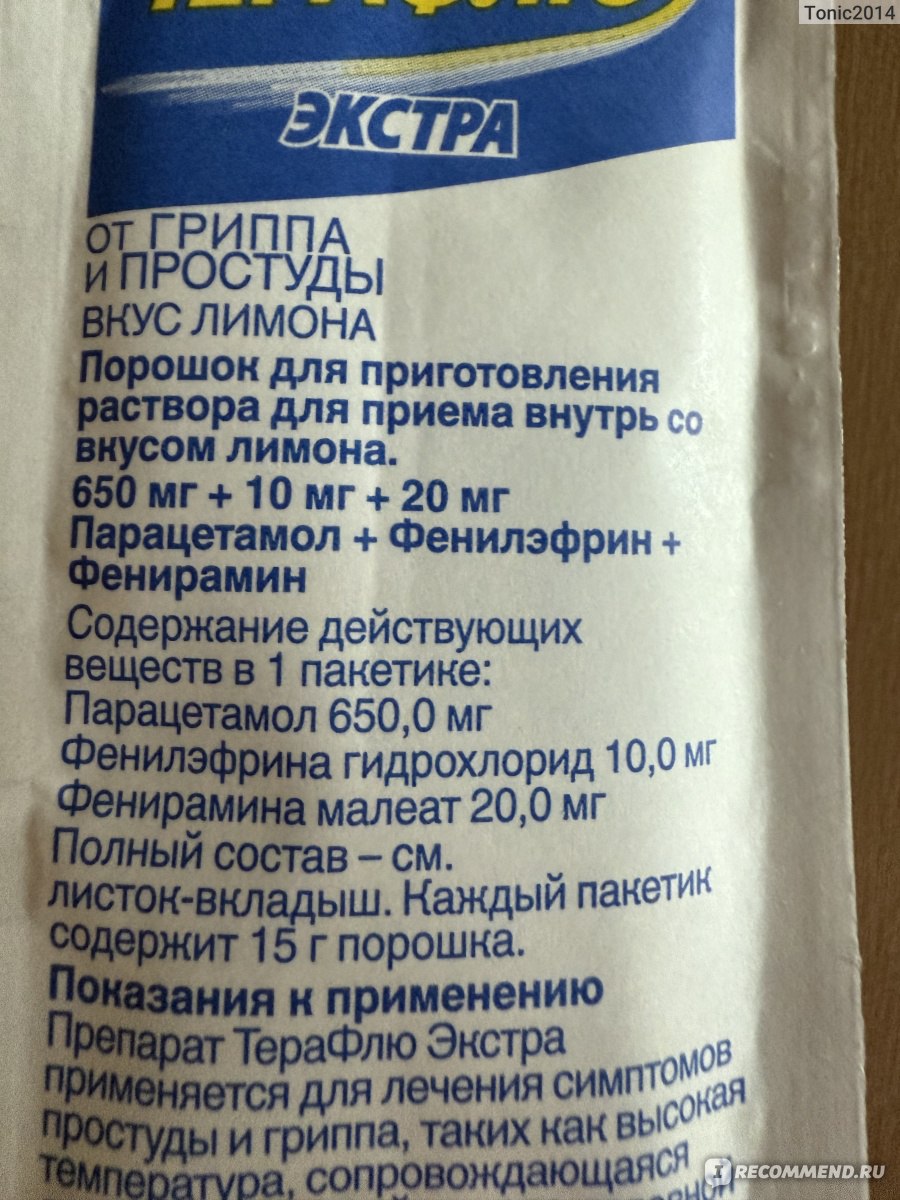 Tonic2014
ЭКСТРА
ОТ ГРИППА
И ПРОСТУДЫ
ВКУС ЛИМОНА
Порошок для приготовления
раствора для приема внутрь со
вкусом лимона.
650 мг + 10 мг + 20 мг
Парацетамол + Фенилэфрин +
Фенирамин
Содержание действующих
веществ в 1 пакетике:
Парацетамол 650,0 мг
Фенилэфрина гидрохлорид 10,0 мг
Фенирамина малеат 20,0 мг
Полный состав – см.
листок-вкладыш. Каждый пакетик
содержит 15 г порошка.
Показания к применению
Препарат ТераФлю Экстра
применяется для лечения симптомов
простуды и гриппа, таких как высокая
температура, сопровождающаяся
IRECOMMEND.RU